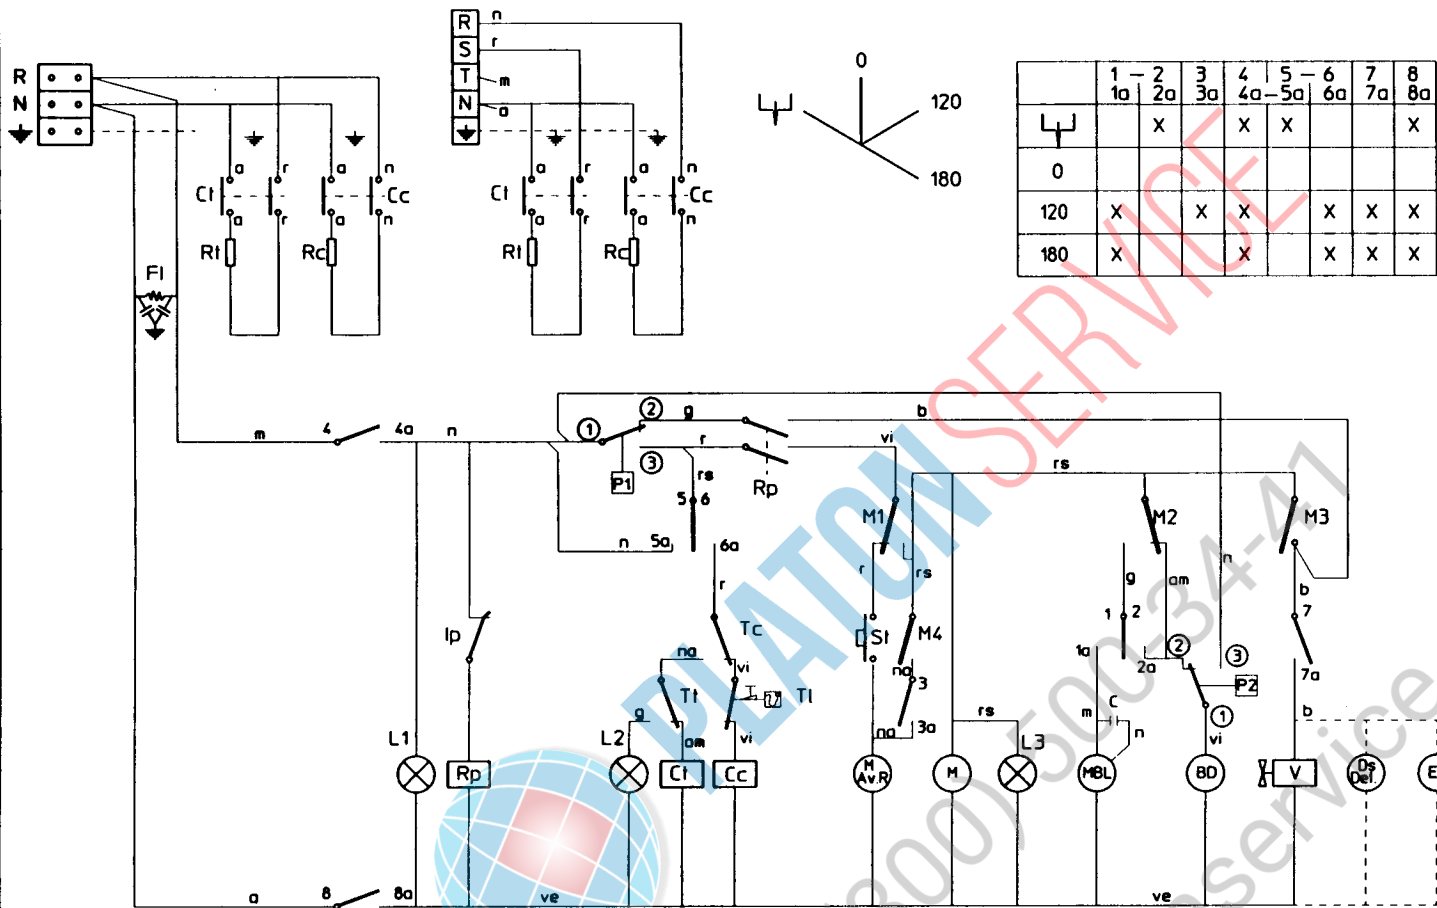 R
N
Ct
a
r
a
n
Cc
a
r
a
n
Rt
Rc
FI
R
S
T
N
n
r
m
a
Ct
a
r
a
n
Cc
a
r
a
n
Rt
Rc
0
120
180
1 – 2 3 4 5 – 6 7 8
1a 2a 3a 4a – 5a 6a 7a 8a
X X X X
0
120 X X X X X X
180 X X X X X
m
4
4a
n
1
2
g
3
r
P1
rs
5 6
n
5a
6a
r
Rp
b
vi
rs
M1
r
rs
St
M4
na
3
3a
na
M2
g
am
1
2
1a
2a
2
3
P2
1
vi
n
m
C
n
M3
b
7
7a
b
Ip
Tc
na
vi
Tt
T
Tl
g
am
vi
L1
Rp
L2
Ct
Cc
M
Av.R
M
rs
L3
MBL
BD
V
Ds
Def.
E
a
8
8a
ve
ve
PLATON SERVICE
800) 500-34-41
service